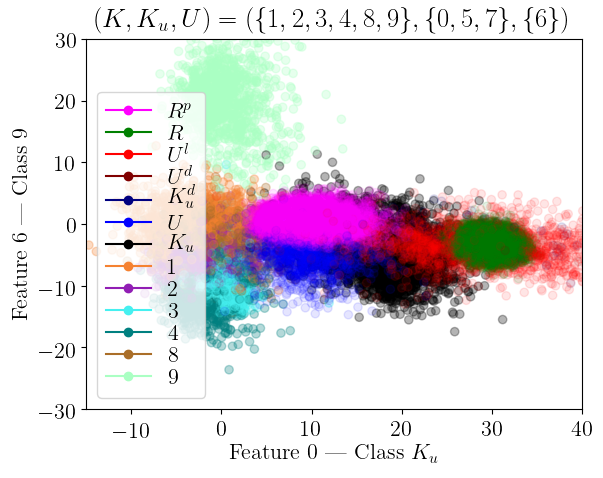 (K, K_u, U) = ({1, 2, 3, 4, 8, 9}, {0, 5, 7}, {6})
30
20
10
0
−10
−20
−30
Feature 6 — Class 9
R^p
R
U^l
U^d
K_u^d
U
K_u
1
2
3
4
8
9
−10
0
10
20
30
40
Feature 0 — Class K_u